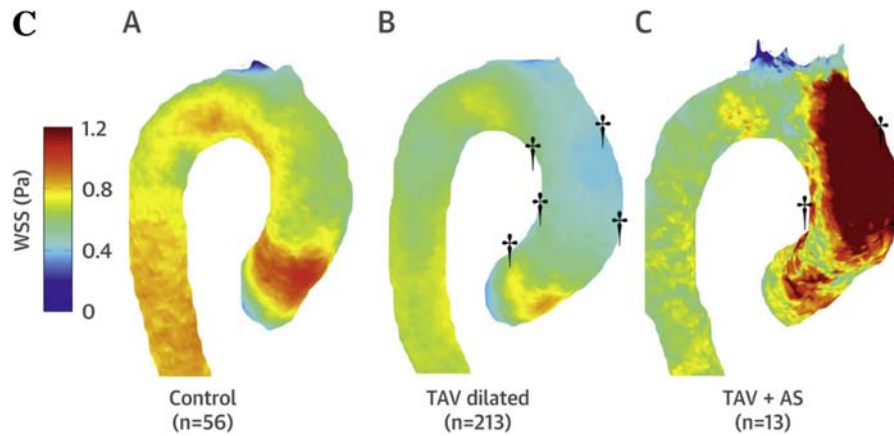 C
A
B
C
WSS (Pa)
1.2
0.8
0.4
0
†
†
†
†
†
†
†
Control
(n=56)
TAV dilated
(n=213)
TAV + AS
(n=13)